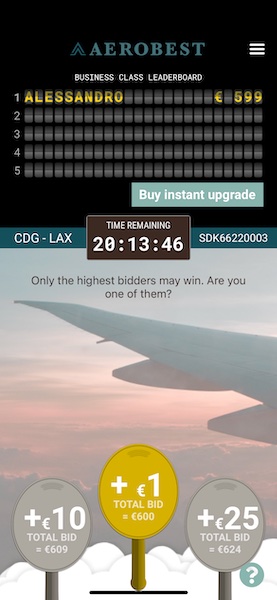 AEROBEST
BUSINESS CLASS LEADERBOARD
1 ALESSANDRO € 599
2
3
4
5
Buy instant upgrade
TIME REMAINING
20:13:46
CDG - LAX
SDK66220003
Only the highest bidders may win. Are you
one of them?
+€10
TOTAL BID
= €609
+€1
TOTAL BID
= €600
+€25
TOTAL BID
= €624
?